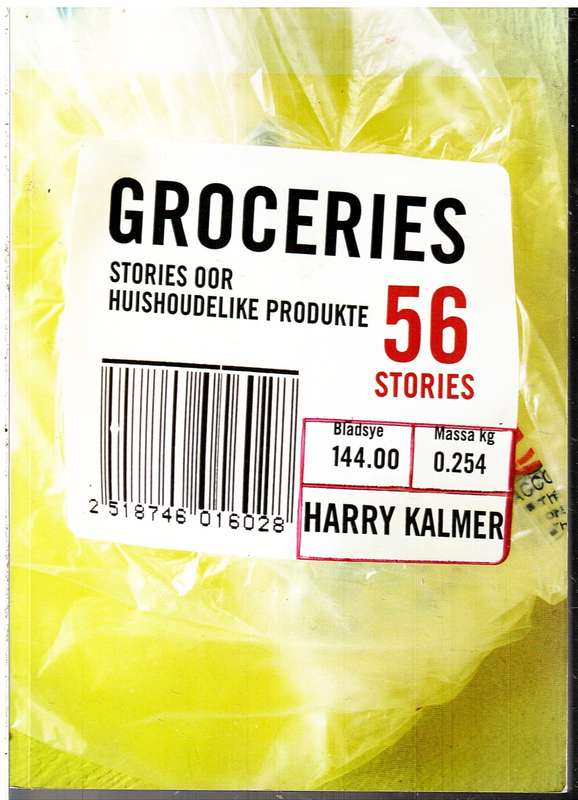 GROCERIES
STORIES OOR
HUISHOUDELIKE PRODUKTE
56
STORIES
Bladsye
144.00
Massa kg
0.254
HARRY KALMER
2 518746 016028